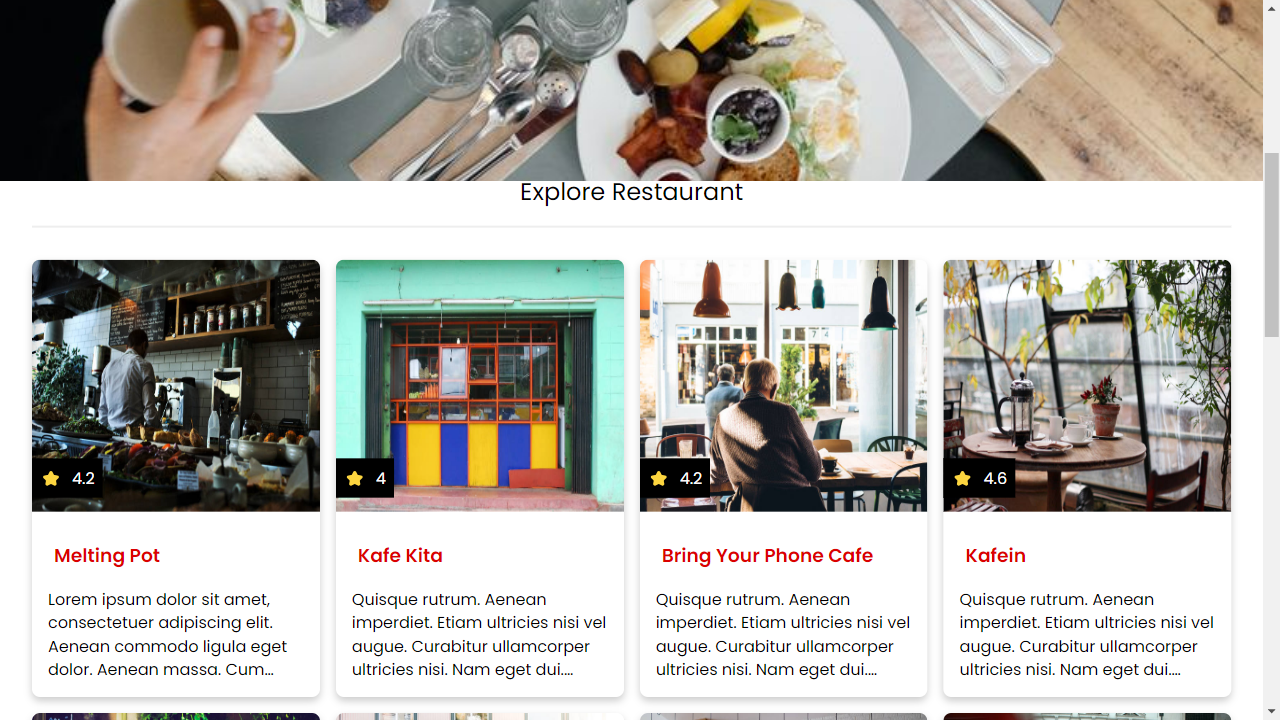 Explore Restaurant
4.2
4
4.2
4.6
Melting Pot
Lorem ipsum dolor sit amet,
consectetuer adipiscing elit.
Aenean commodo ligula eget
dolor. Aenean massa. Cum...
Kafe Kita
Quisque rutrum. Aenean
imperdiet. Etiam ultricies nisi vel
augue. Curabitur ullamcorper
ultricies nisi. Nam eget dui....
Bring Your Phone Cafe
Quisque rutrum. Aenean
imperdiet. Etiam ultricies nisi vel
augue. Curabitur ullamcorper
ultricies nisi. Nam eget dui....
Kafein
Quisque rutrum. Aenean
imperdiet. Etiam ultricies nisi vel
augue. Curabitur ullamcorper
ultricies nisi. Nam eget dui....